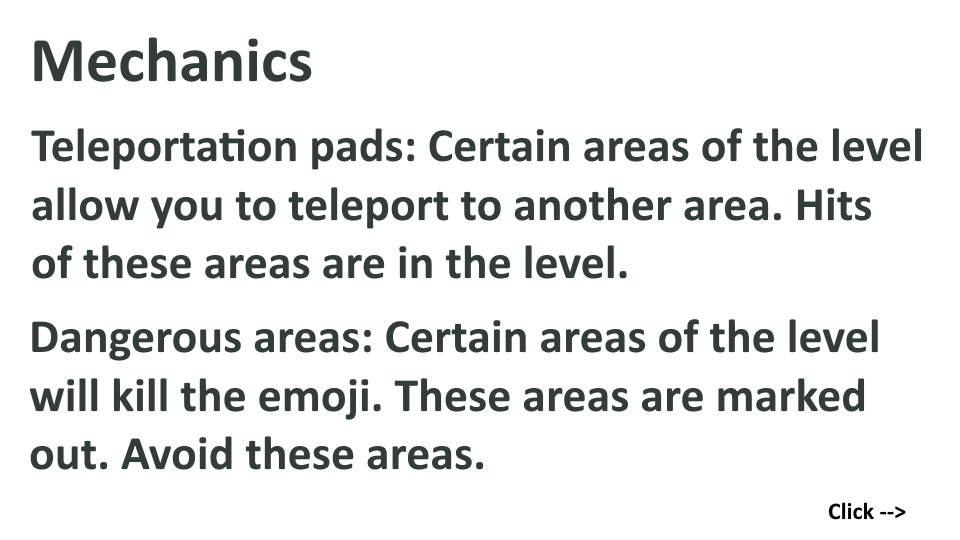 Mechanics
Teleportation pads: Certain areas of the level
allow you to teleport to another area. Hits
of these areas are in the level.
Dangerous areas: Certain areas of the level
will kill the emoji. These areas are marked
out. Avoid these areas.
Click -->